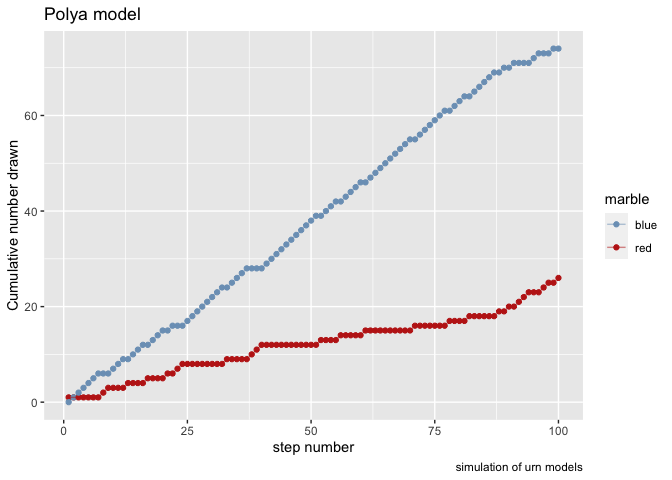 Polya model
Cumulative number drawn
60
40
20
0
0 25 50 75 100
step number
marble
blue
red
simulation of urn models